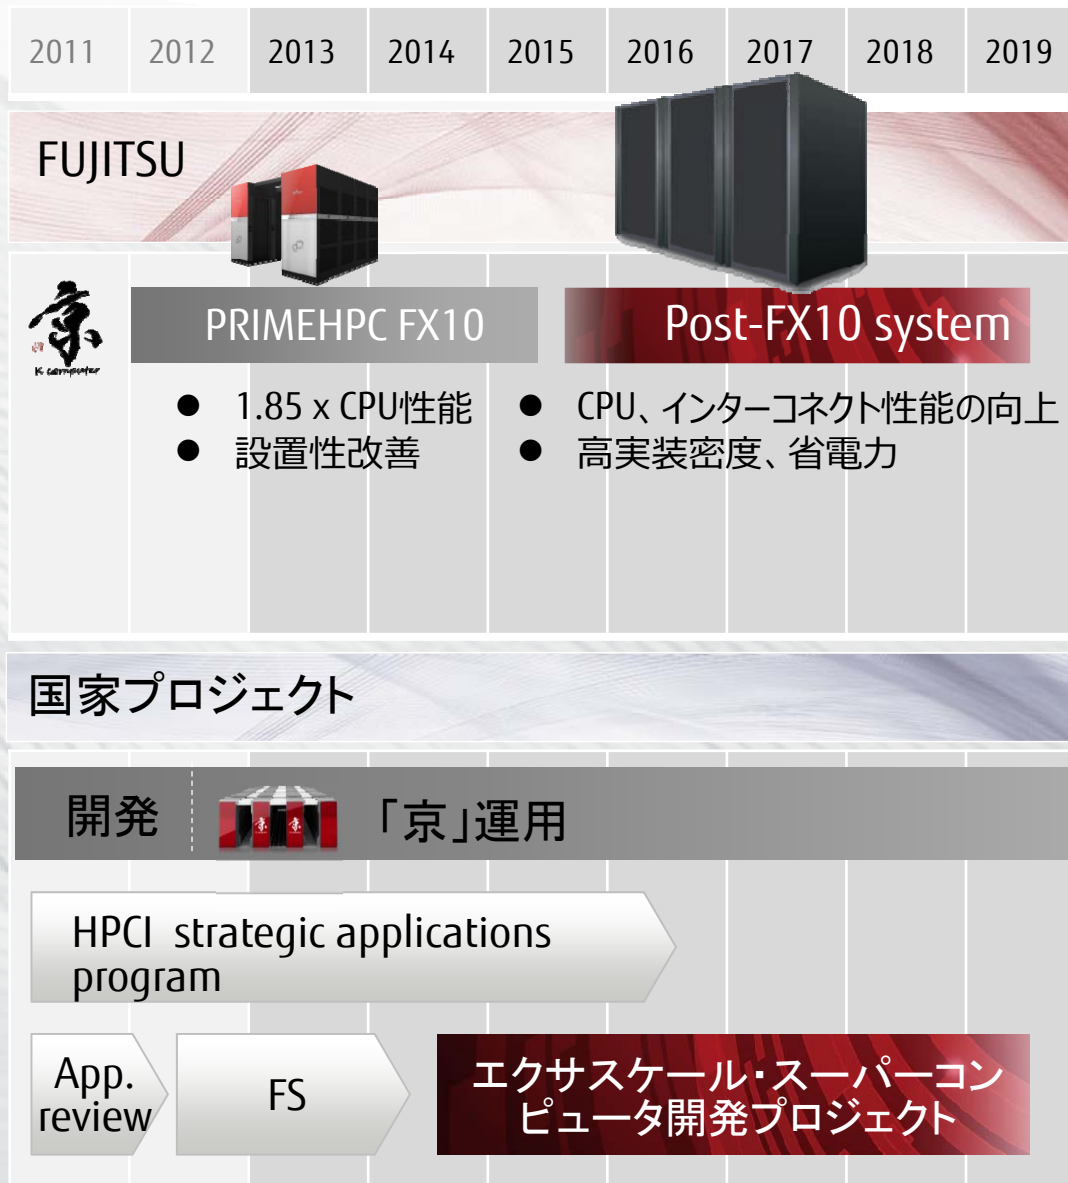 2011 2012 2013 2014 2015 2016 2017 2018 2019
FUJITSU
京
K computer
PRIMEHPC FX10
Post-FX10 system
● 1.85 x CPU性能
● 設置性改善
● CPU、インターコネクト性能の向上
● 高実装密度、省電力
国家プロジェクト
開発
「京」運用
HPCI strategic applications
program
App.
review
FS
エクサスケール・スーパーコン
ピュータ開発プロジェクト